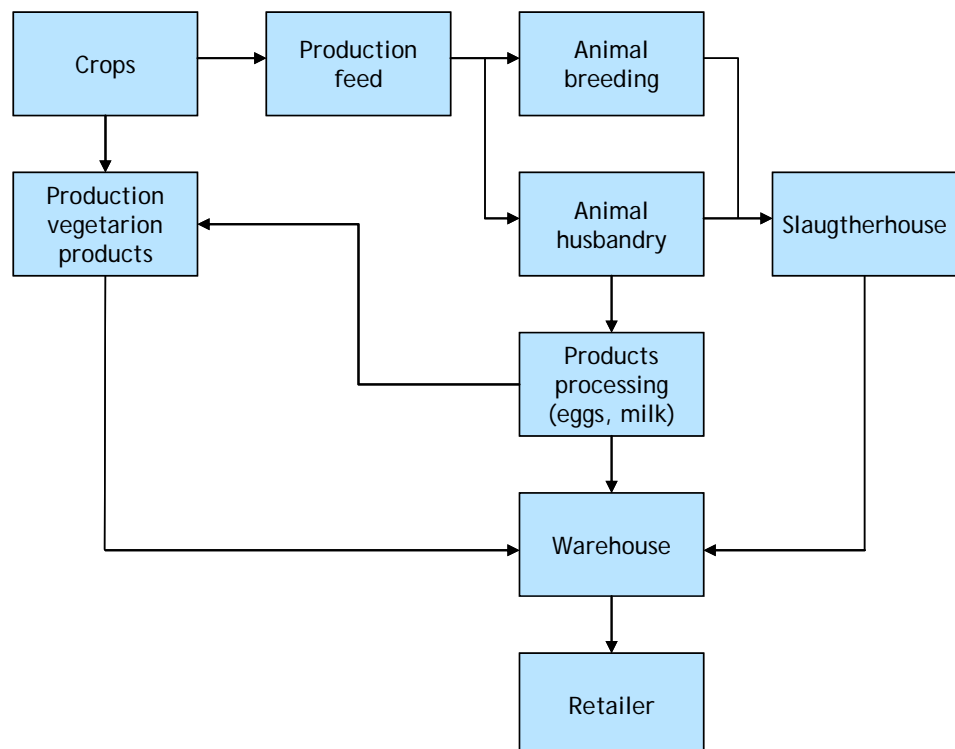 Crops
Production
feed
Animal
breeding
Production
vegetarion
products
Animal
husbandry
Slaugtherhouse
Products
processing
(eggs, milk)
Warehouse
Retailer